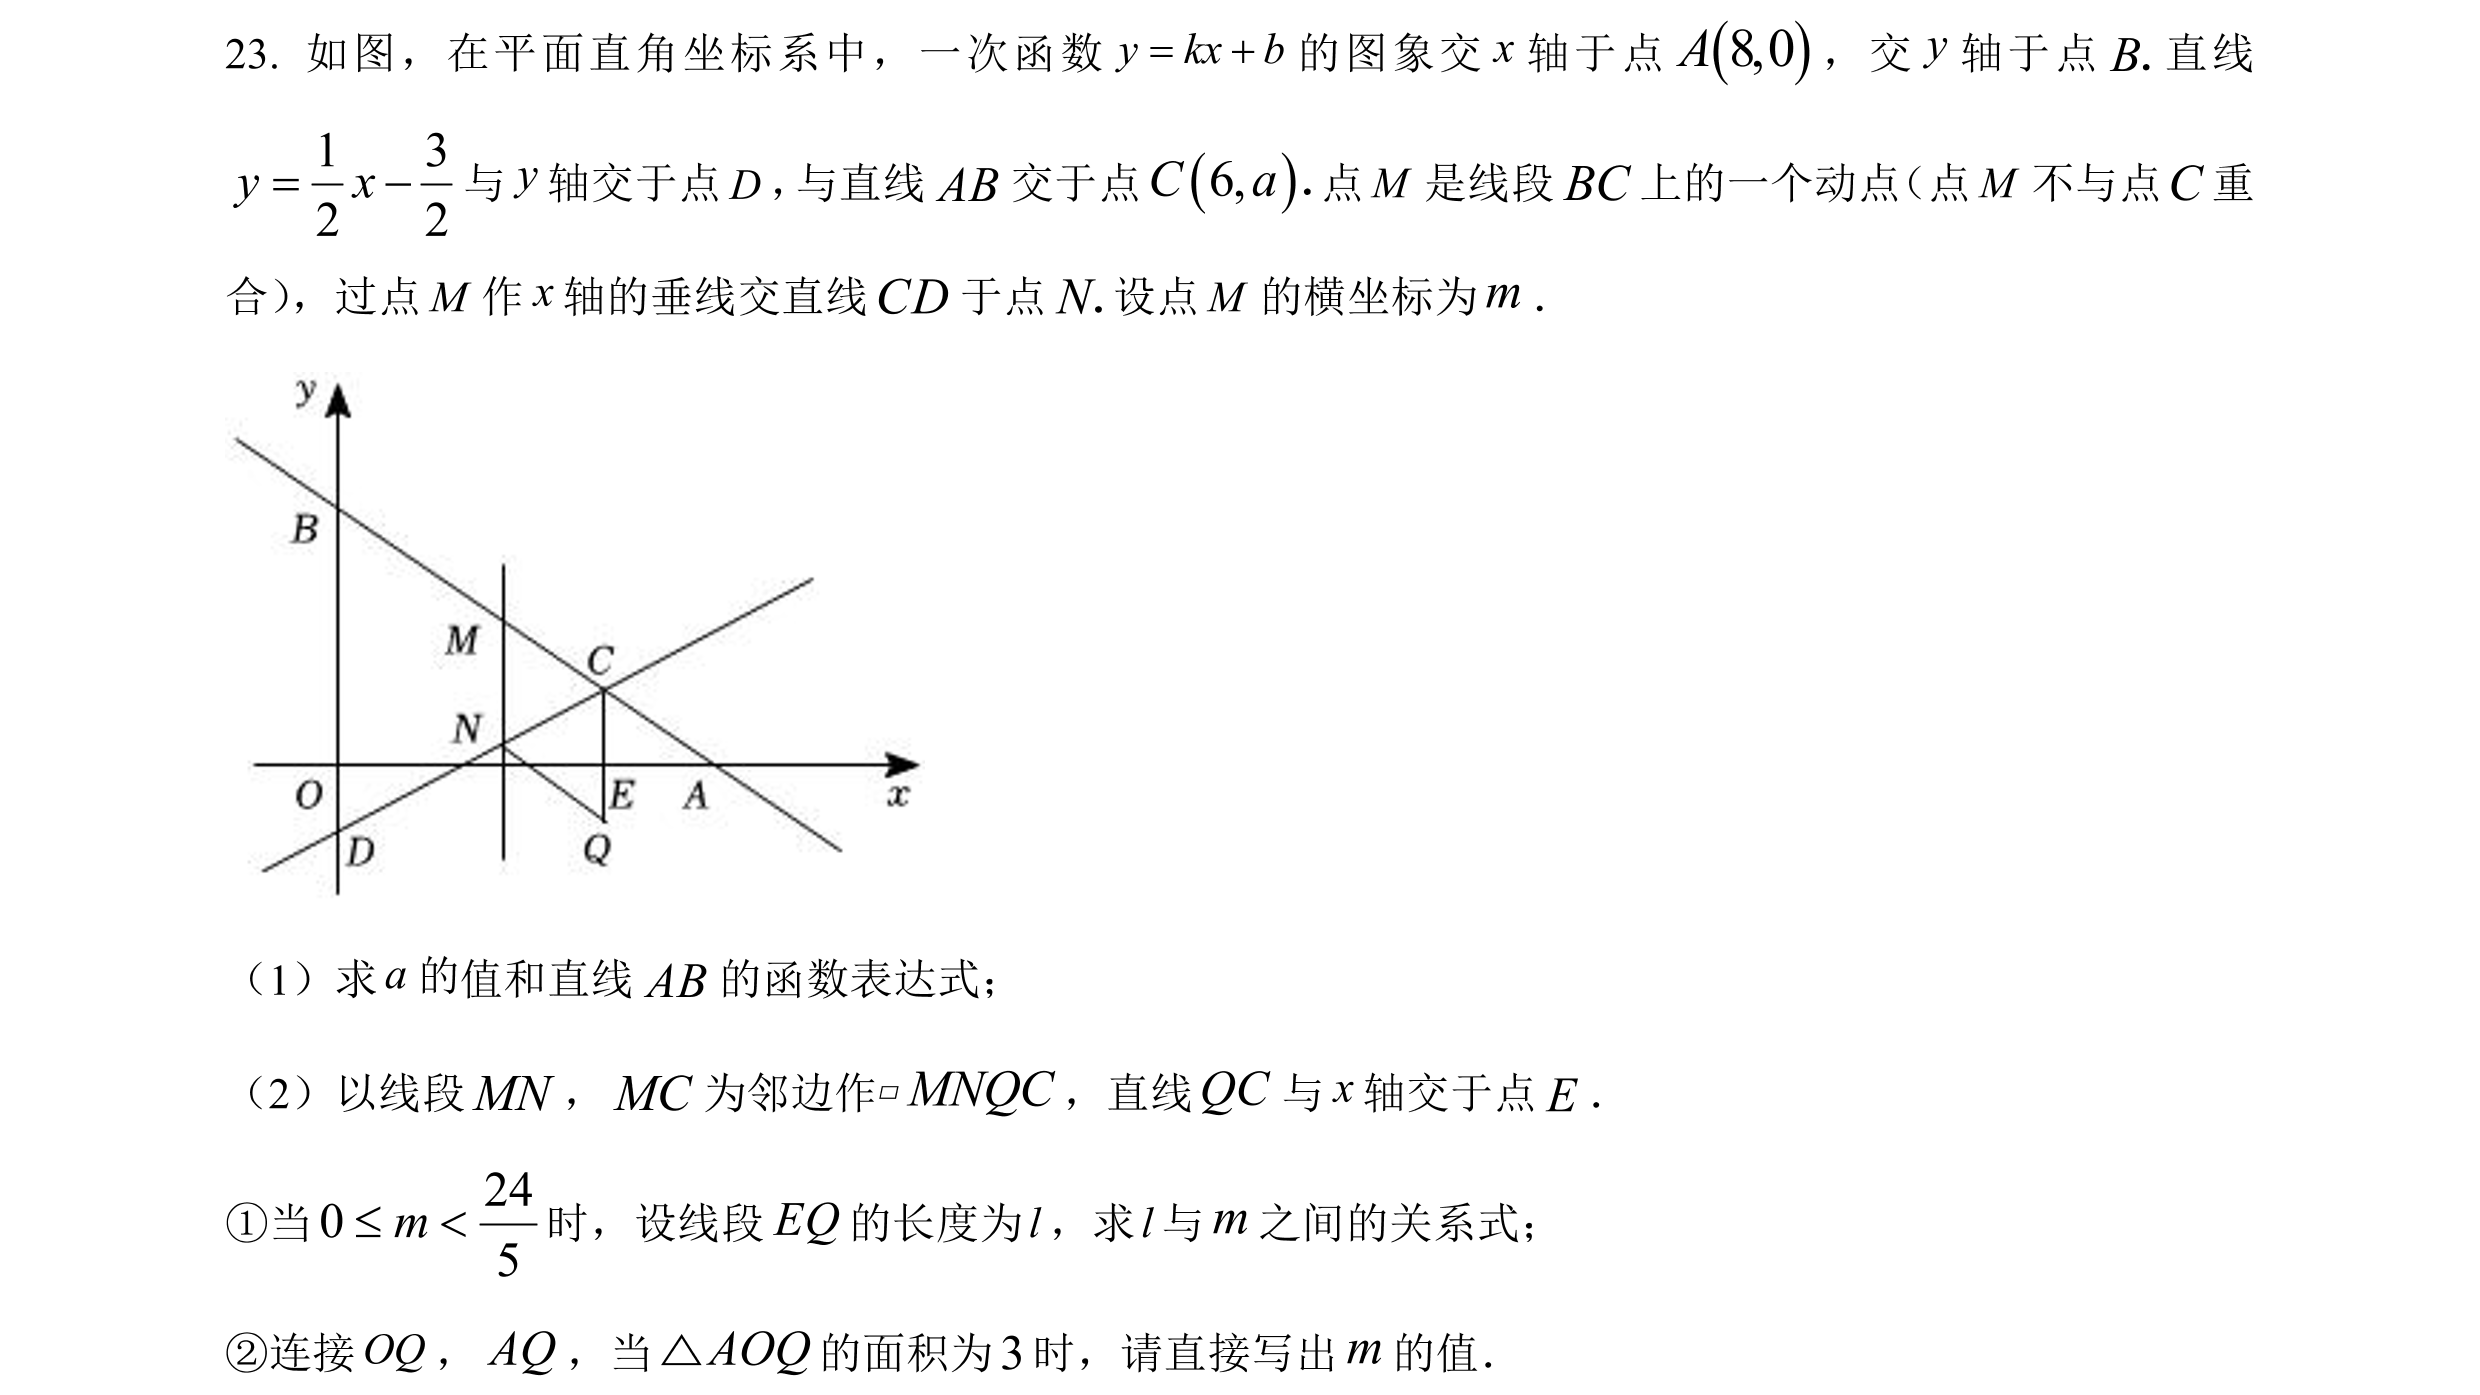 23. 如图，在平面直角坐标系中，一次函数 y = kx + b 的图象交 x 轴于点 A(8,0)，交 y 轴于点 B. 直线
y = 1/2 x − 3/2 与 y 轴交于点 D，与直线 AB 交于点 C(6,a). 点 M 是线段 BC 上的一个动点（点 M 不与点 C 重
合），过点 M 作 x 轴的垂线交直线 CD 于点 N. 设点 M 的横坐标为 m．
y
B
M
C
N
O
E
A
x
D
Q
（1）求 a 的值和直线 AB 的函数表达式；
（2）以线段 MN，MC 为邻边作▱MNQC，直线 QC 与 x 轴交于点 E．
①当 0 ≤ m < 24/5 时，设线段 EQ 的长度为 l，求 l 与 m 之间的关系式；
②连接 OQ，AQ，当 △AOQ 的面积为 3 时，请直接写出 m 的值．